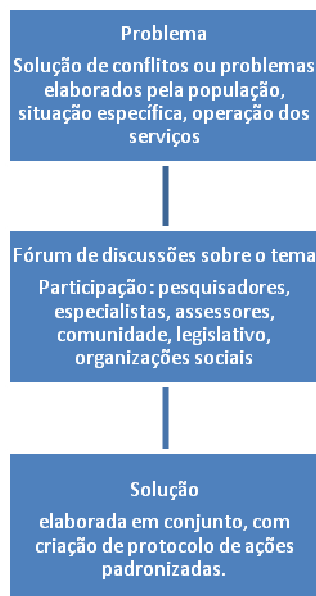 Problema
Solução de conflitos ou problemas
elaborados pela população,
situação específica, operação dos
serviços
Fórum de discussões sobre o tema
Participação: pesquisadores,
especialistas, assessores,
comunidade, legislativo,
organizações sociais
Solução
elaborada em conjunto, com
criação de protocolo de ações
padronizadas.